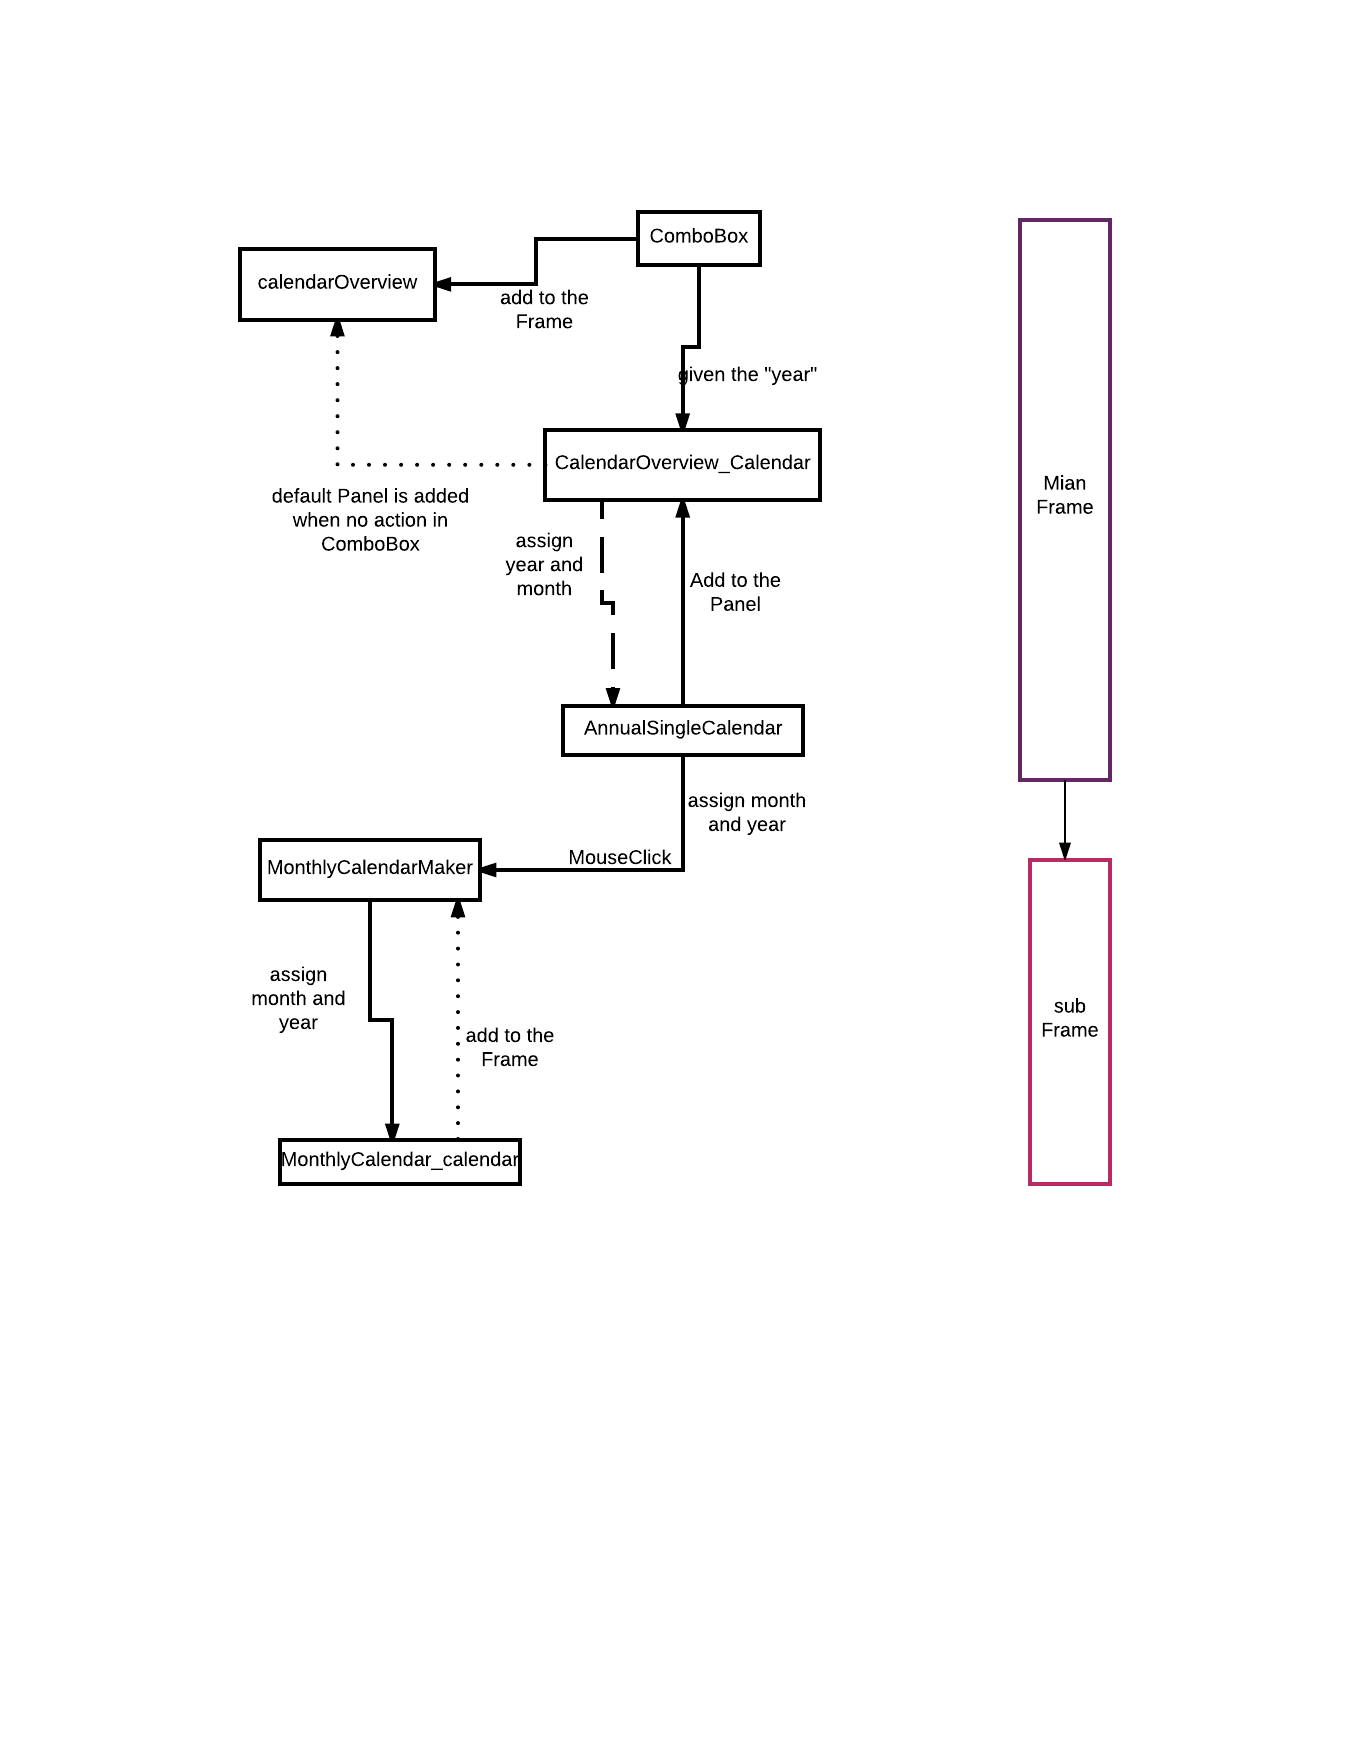 ComboBox
calendarOverview
add to the
Frame
given the "year"
CalendarOverview_Calendar
default Panel is added
when no action in
ComboBox
assign
year and
month
Add to the
Panel
AnnualSingleCalendar
assign month
and year
MouseClick
MonthlyCalendarMaker
assign
month and
year
add to the
Frame
MonthlyCalendar_calendar
Mian
Frame
sub
Frame